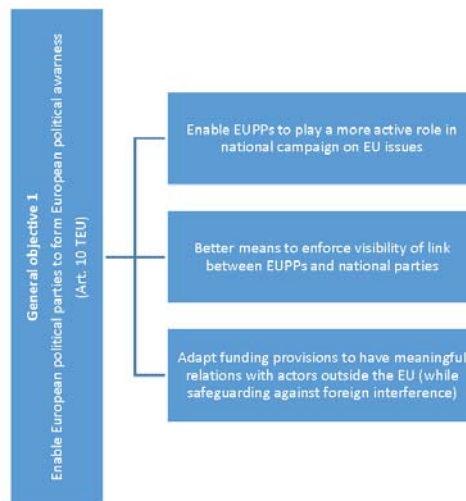 General objective 1
Enable European political parties to form European political awarness
(Art. 10 TEU)
Enable EUPPs to play a more active role in
national campaign on EU issues
Better means to enforce visibility of link
between EUPPs and national parties
Adapt funding provisions to have meaningful
relations with actors outside the EU (while
safeguarding against foreign interference)